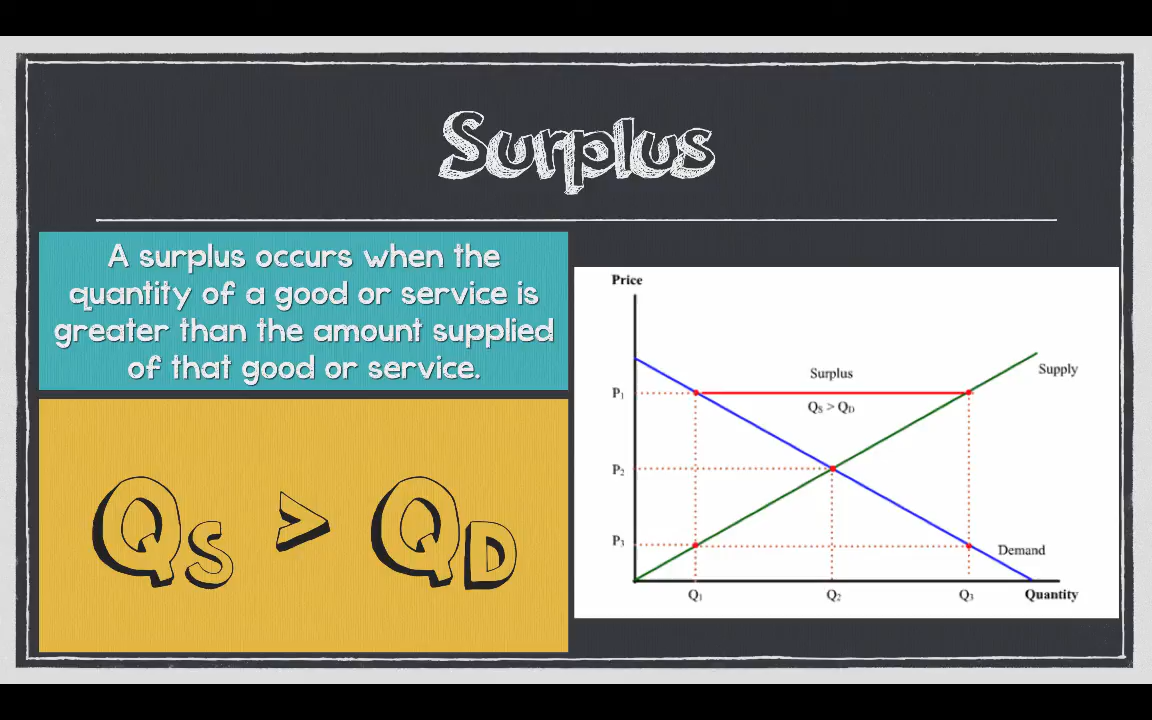 Surplus
A surplus occurs when the
quantity of a good or service is
greater than the amount supplied
of that good or service.
Qs > QD
Price
Surplus
Supply
P₁
Qs > QD
P₂
P₃
Demand
Q₁ Q₂ Q₃ Quantity